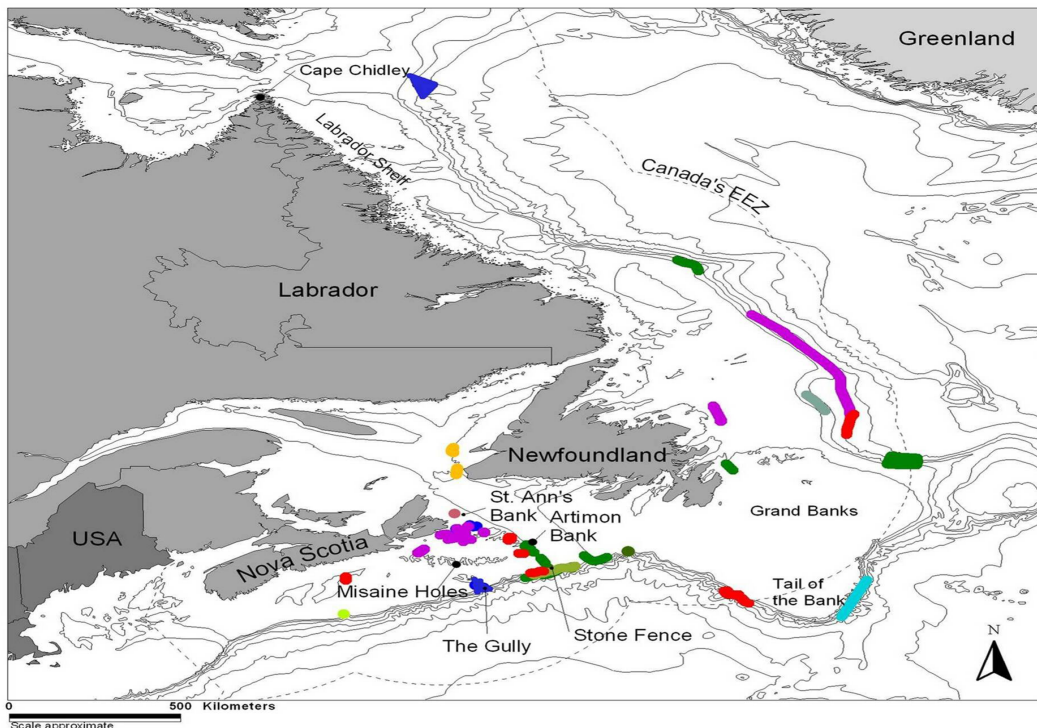 Greenland
Cape Chidley
Labrador Shelf
Canada's EEZ
Labrador
Newfoundland
St. Ann's
Bank
Artimon
Bank
Grand Banks
USA
Nova Scotia
Misaine Holes
Tail of
the Bank
The Gully
Stone Fence
N
0 500 Kilometers
Scale approximate